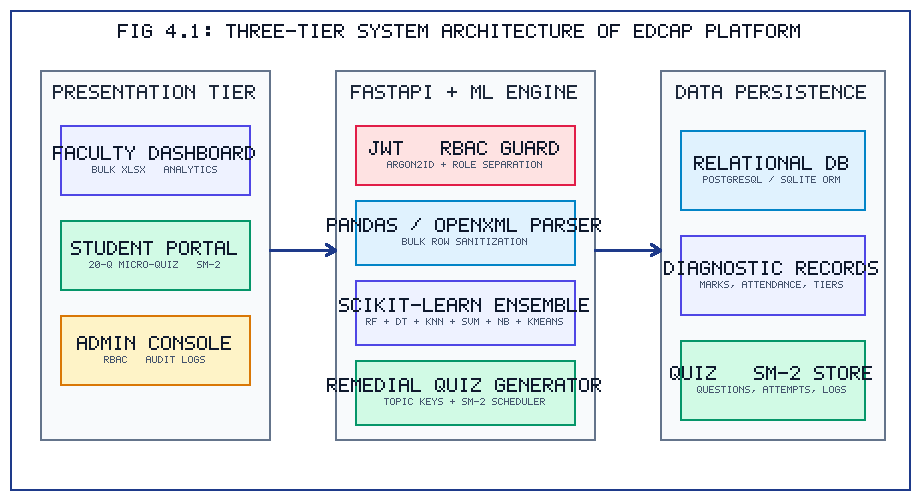 FIG 4.1: THREE-TIER SYSTEM ARCHITECTURE OF EDCAP PLATFORM
PRESENTATION TIER
FACULTY DASHBOARD
BULK XLSX ANALYTICS
STUDENT PORTAL
20-Q MICRO-QUIZ SM-2
ADMIN CONSOLE
RBAC AUDIT LOGS
FASTAPI + ML ENGINE
JWT RBAC GUARD
ARGON2ID + ROLE SEPARATION
PANDAS / OPENXML PARSER
BULK ROW SANITIZATION
SCIKIT-LEARN ENSEMBLE
RF + DT + KNN + SVM + NB + KMEANS
REMEDIAL QUIZ GENERATOR
TOPIC KEYS + SM-2 SCHEDULER
DATA PERSISTENCE
RELATIONAL DB
POSTGRESQL / SQLITE ORM
DIAGNOSTIC RECORDS
MARKS, ATTENDANCE, TIERS
QUIZ SM-2 STORE
QUESTIONS, ATTEMPTS, LOGS